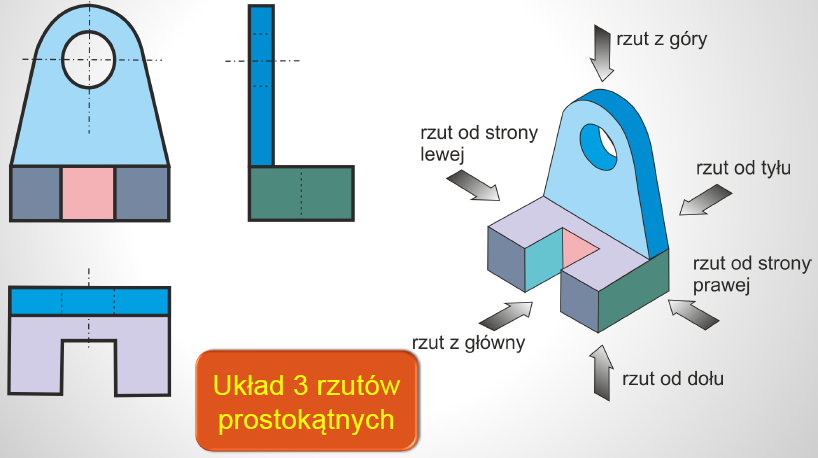 rzut z góry
rzut od strony
lewej
rzut od tyłu
rzut od strony
prawej
rzut z główny
rzut od dołu
Układ 3 rzutów
prostokątnych